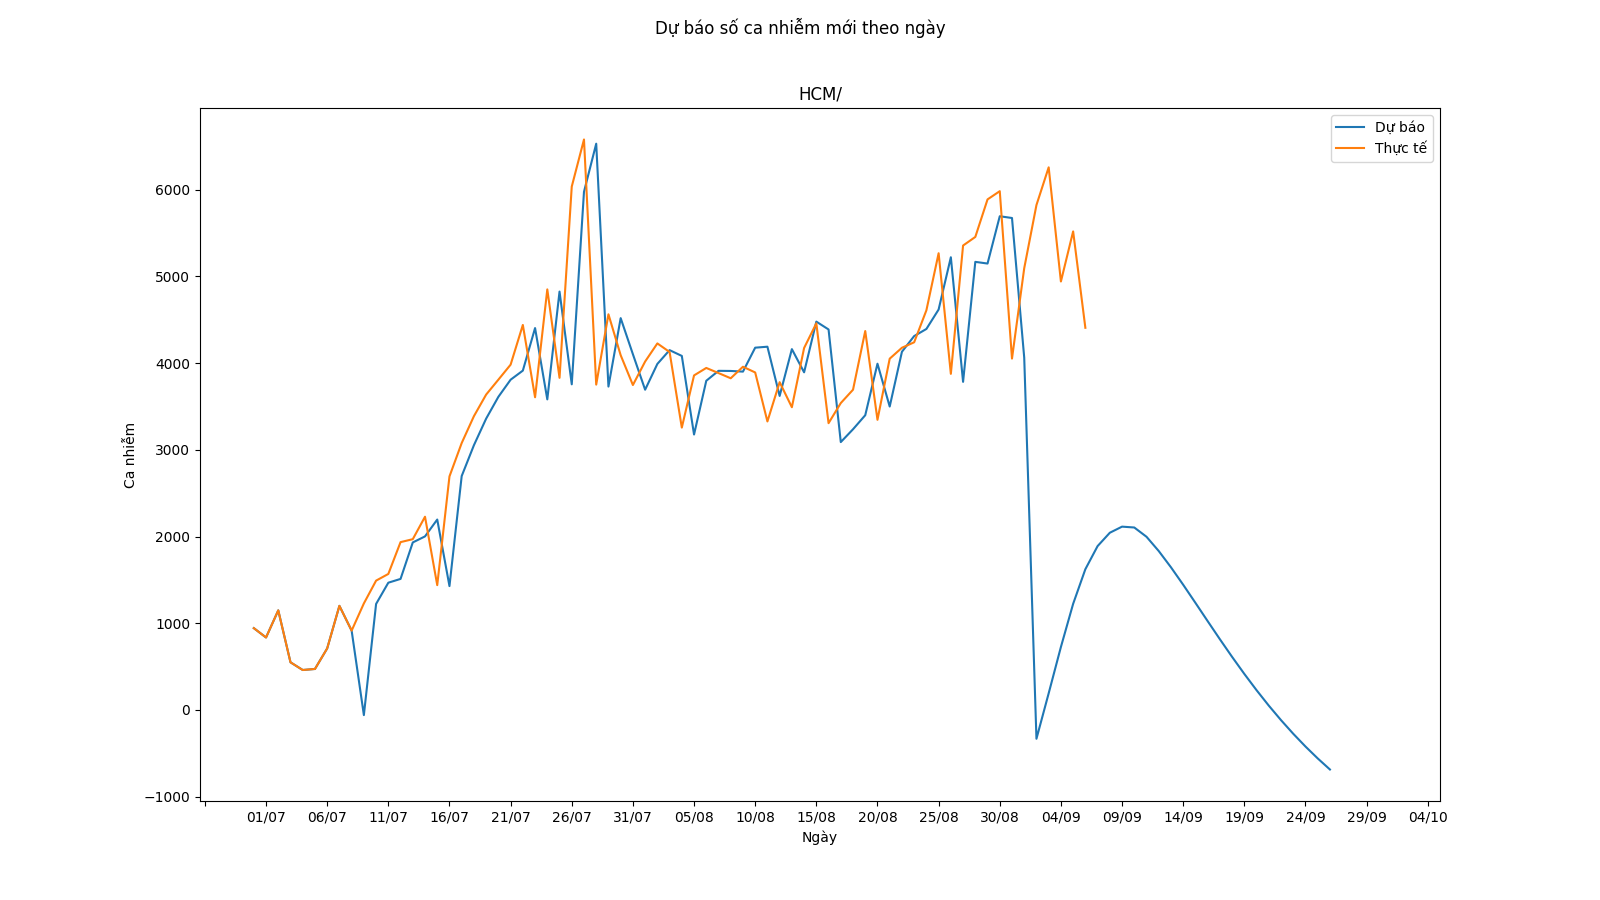 Dự báo số ca nhiễm mới theo ngày
HCM/
Dự báo
Thực tế
6000
5000
4000
3000
2000
1000
0
−1000
Ca nhiễm
01/07 06/07 11/07 16/07 21/07 26/07 31/07 05/08 10/08 15/08 20/08 25/08 30/08 04/09 09/09 14/09 19/09 24/09 29/09 04/10
Ngày